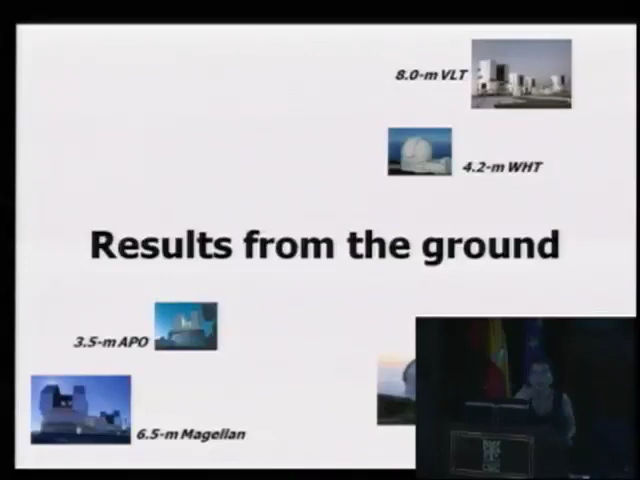 8.0-m VLT
4.2-m WHT
Results from the ground
3.5-m APO
6.5-m Magellan